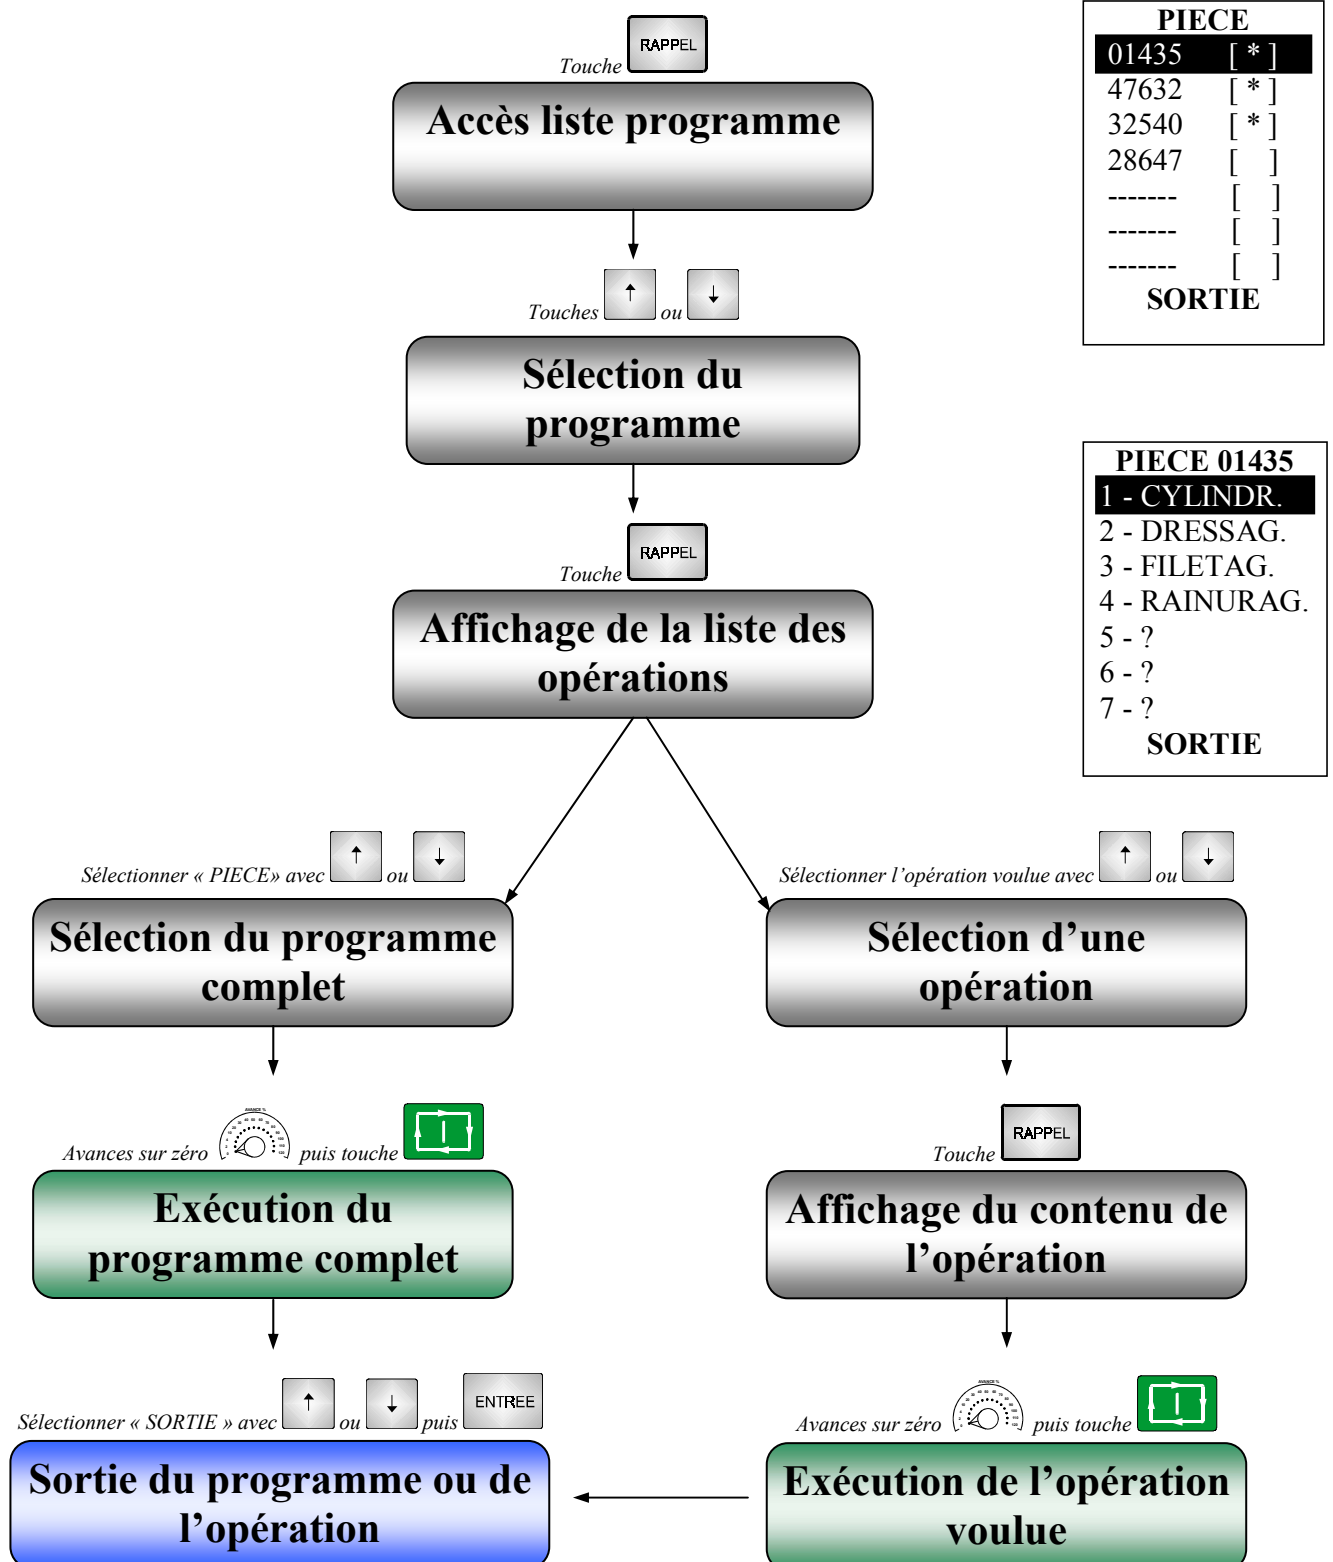 RAPPEL
Touche
Accès liste programme
Touches ↑ ou ↓
Sélection du
programme
RAPPEL
Touche
Affichage de la liste des
opérations
PIECE
01435 [ * ]
47632 [ * ]
32540 [ * ]
28647 [ ]
------- [ ]
------- [ ]
------- [ ]
SORTIE
PIECE 01435
1 - CYLINDR.
2 - DRESSAG.
3 - FILETAG.
4 - RAINURAG.
5 - ?
6 - ?
7 - ?
SORTIE
Sélectionner « PIECE» avec ↑ ou ↓
Sélection du programme
complet
AVANCE %
Avances sur zéro puis touche
Exécution du
programme complet
Sélectionner « SORTIE » avec ↑ ou ↓ puis ENTREE
Sortie du programme ou de
l’opération
Sélectionner l’opération voulue avec ↑ ou ↓
Sélection d’une
opération
RAPPEL
Touche
Affichage du contenu de
l’opération
AVANCE %
Avances sur zéro puis touche
Exécution de l’opération
voulue